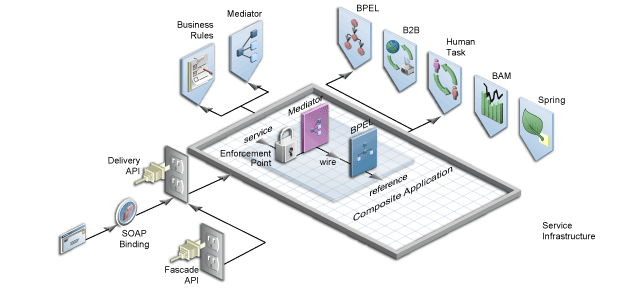 BPEL
Mediator
B2B
Business
Rules
Human
Task
BAM
Spring
Mediator
service
BPEL
Enforcement
Point
wire
Delivery
API
reference
Composite Application
SOAP
Binding
Service
Infrastructure
Fascade
API